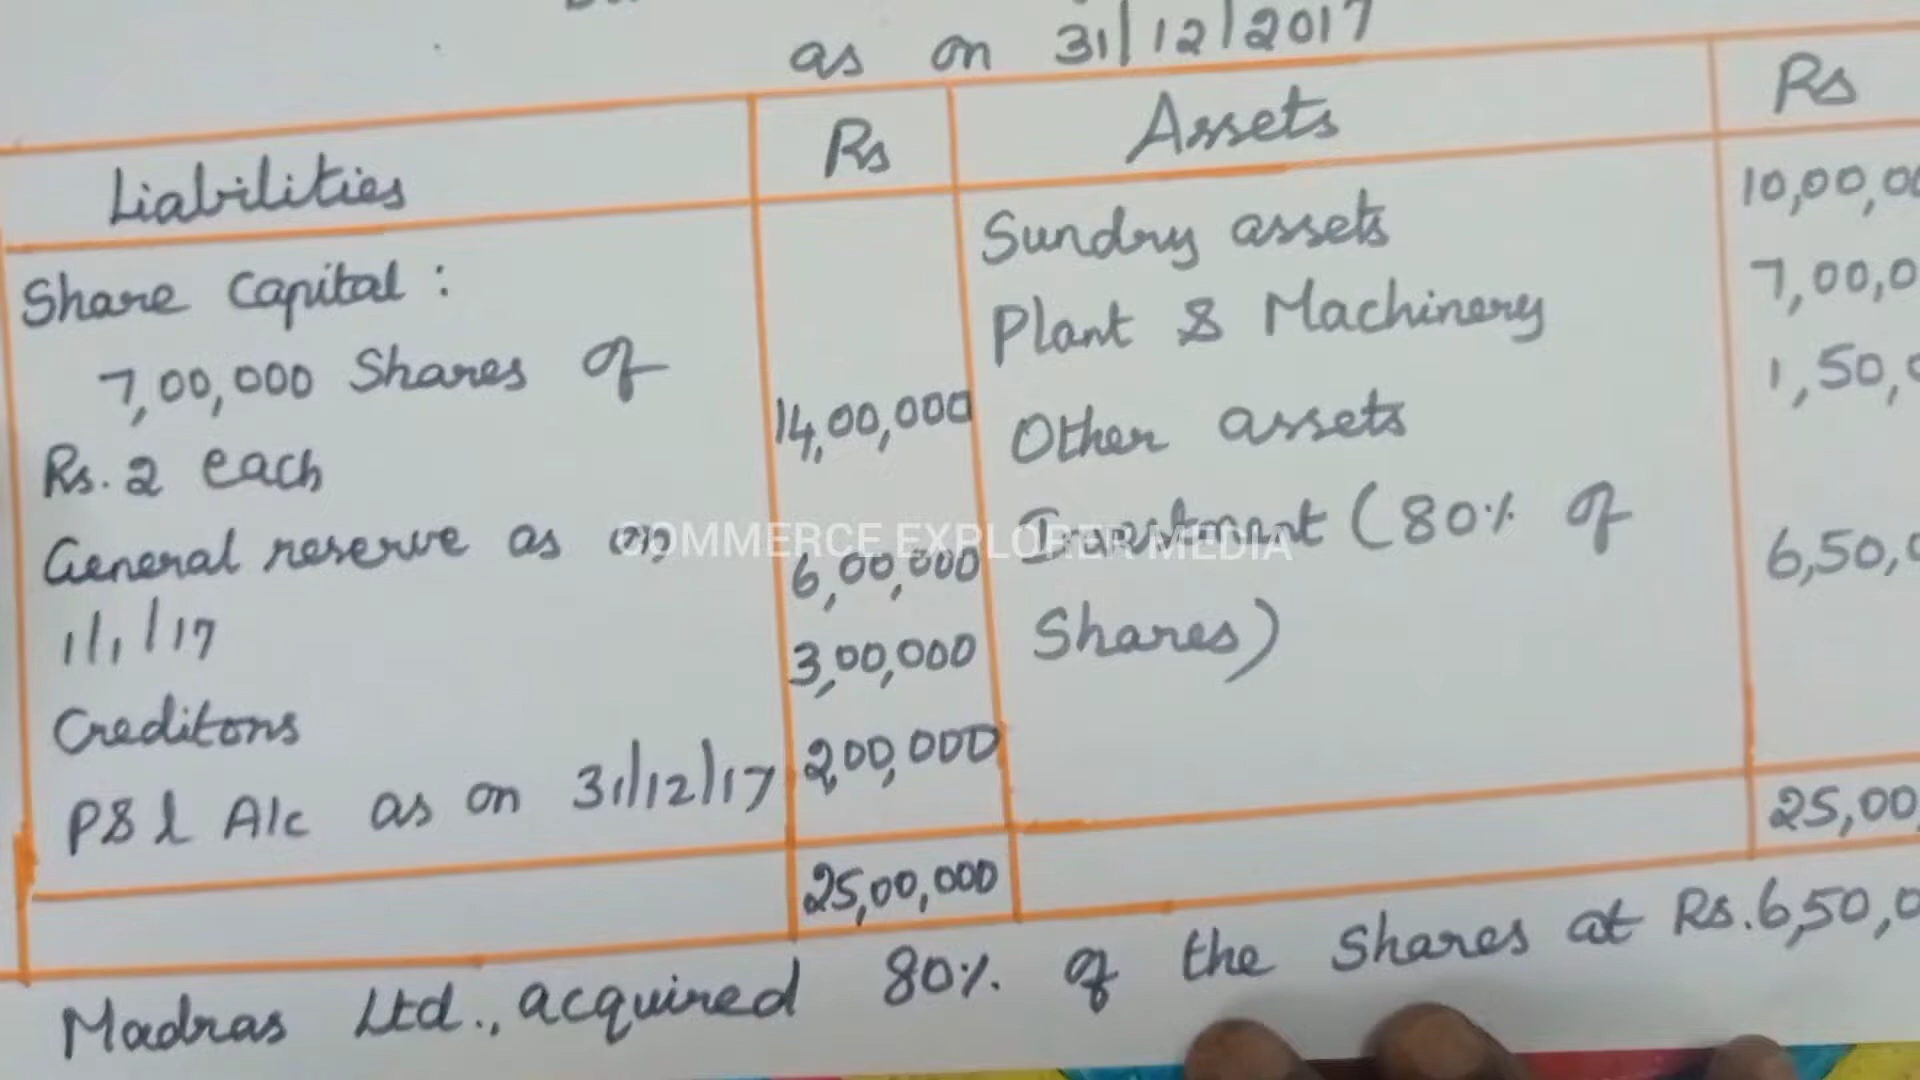 as on 31/12/2017
Liabilities
Rs
Assets
Rs
Share Capital :
7,00,000 Shares of
Rs. 2 each
14,00,000
General reserve as on
1/1/17
6,00,000
Creditors
3,00,000
P&L A/c as on 31/12/17
2,00,000
25,00,000
Sundry assets
10,00,00
Plant & Machinery
7,00,0
Other assets
1,50,
Investment (80% of
Shares)
6,50,
25,00,
COMMERCE EXPLORER MEDIA
Madras Ltd., acquired 80% of the Shares at Rs.6,50,0